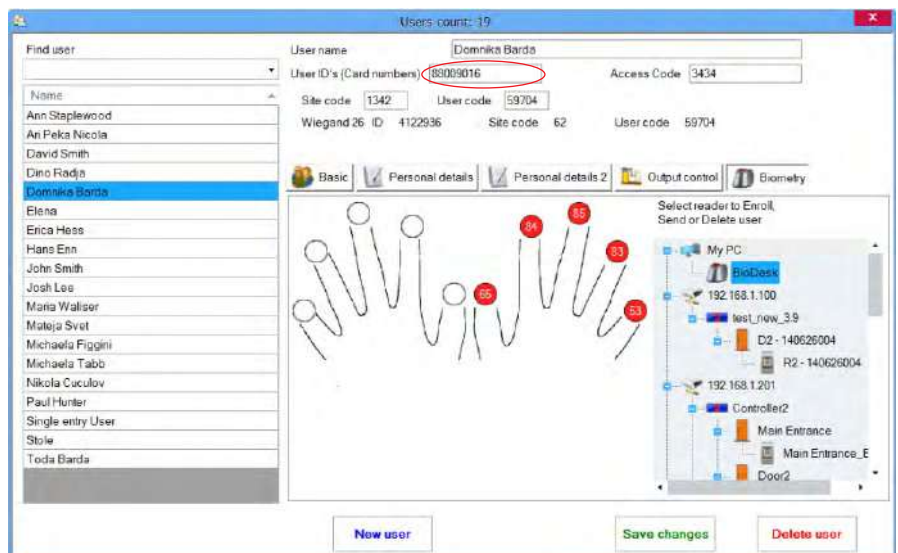 Users count: 19
x
Find user
Name
Ann Staplewood
Ari Peka Nicola
David Smith
Dino Radja
Domnika Barda
Elena
Erica Hess
Hans Enn
John Smith
Josh Lee
Maria Waliser
Mateja Svet
Michaela Figgini
Michaela Tabb
Nikola Cuculov
Paul Hunter
Single entry User
Stole
Toda Barda
User name Domnika Barda
User ID's (Card numbers) 88009016 Access Code 3434
Site code 1342 User code 59704
Wiegand 26 ID 4122936 Site code 62 User code 59704
Basic Personal details Personal details 2 Output control Biometry
84 85 83 65 53
Select reader to Enroll,
Send or Delete user
My PC
BioDesk
192.168.1.100
test_new_3.9
D2 - 140626004
R2 - 140626004
192.168.1.201
Controller2
Main Entrance
Main Entrance_E
Door2
New user Save changes Delete user